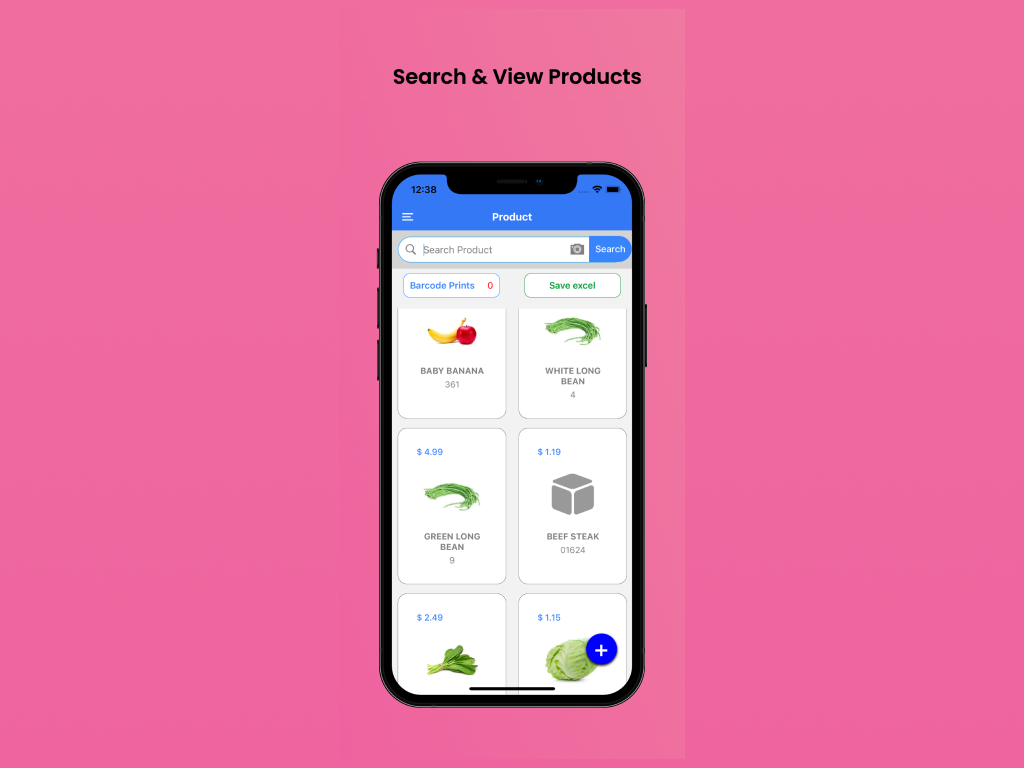 Search & View Products
12:38
Product
Search Product
Search
Barcode Prints 0
Save excel
BABY BANANA
361
WHITE LONG
BEAN
4
$ 4.99
GREEN LONG
BEAN
9
$ 1.19
BEEF STEAK
01624
$ 2.49
$ 1.15